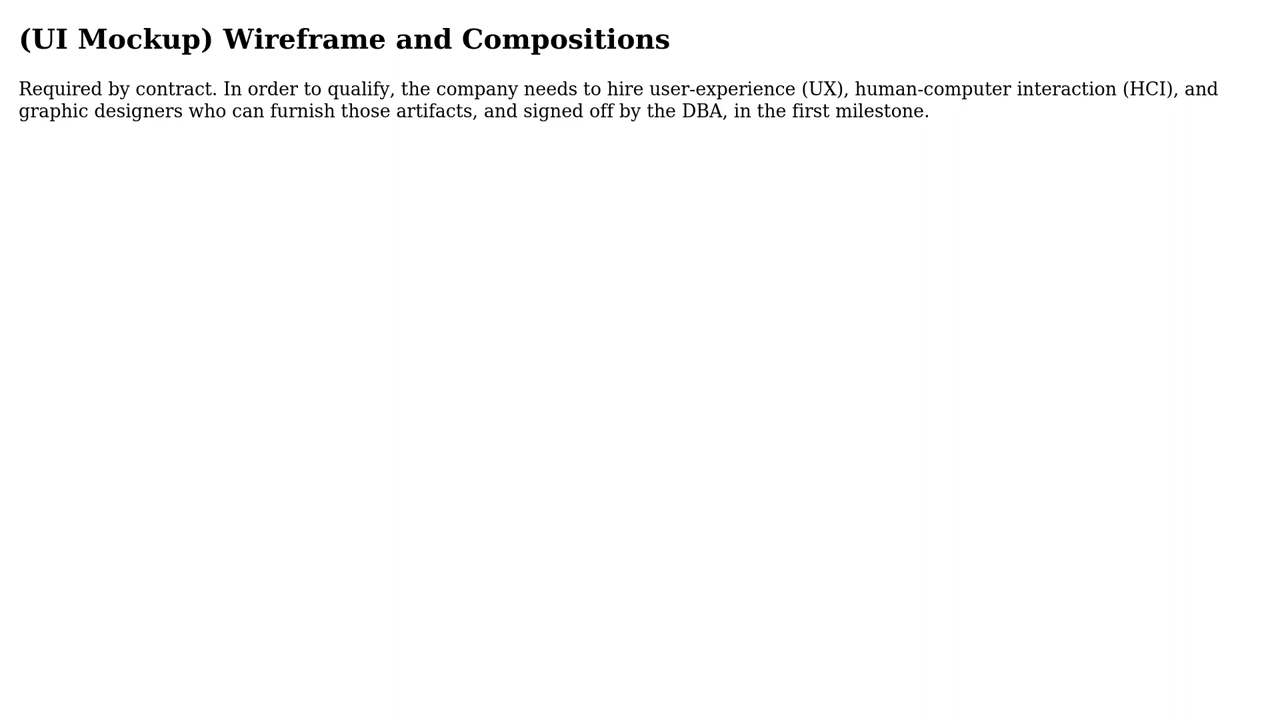 (UI Mockup) Wireframe and Compositions
Required by contract. In order to qualify, the company needs to hire user-experience (UX), human-computer interaction (HCI), and
graphic designers who can furnish those artifacts, and signed off by the DBA, in the first milestone.